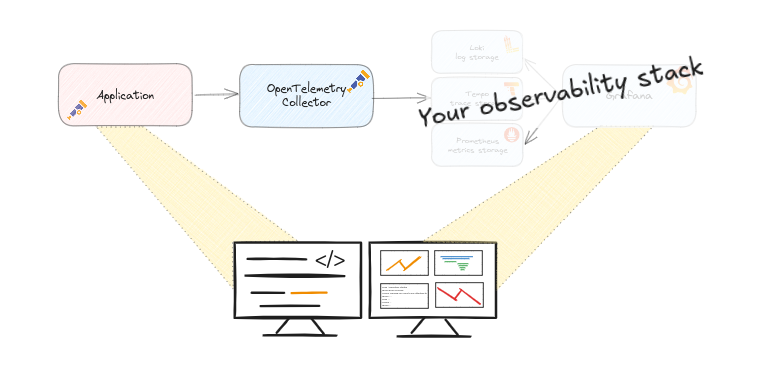 Application
OpenTelemetry
Collector
Loki
log storage
Tempo
Prometheus
metrics storage
Grafana
Your observability stack
</>